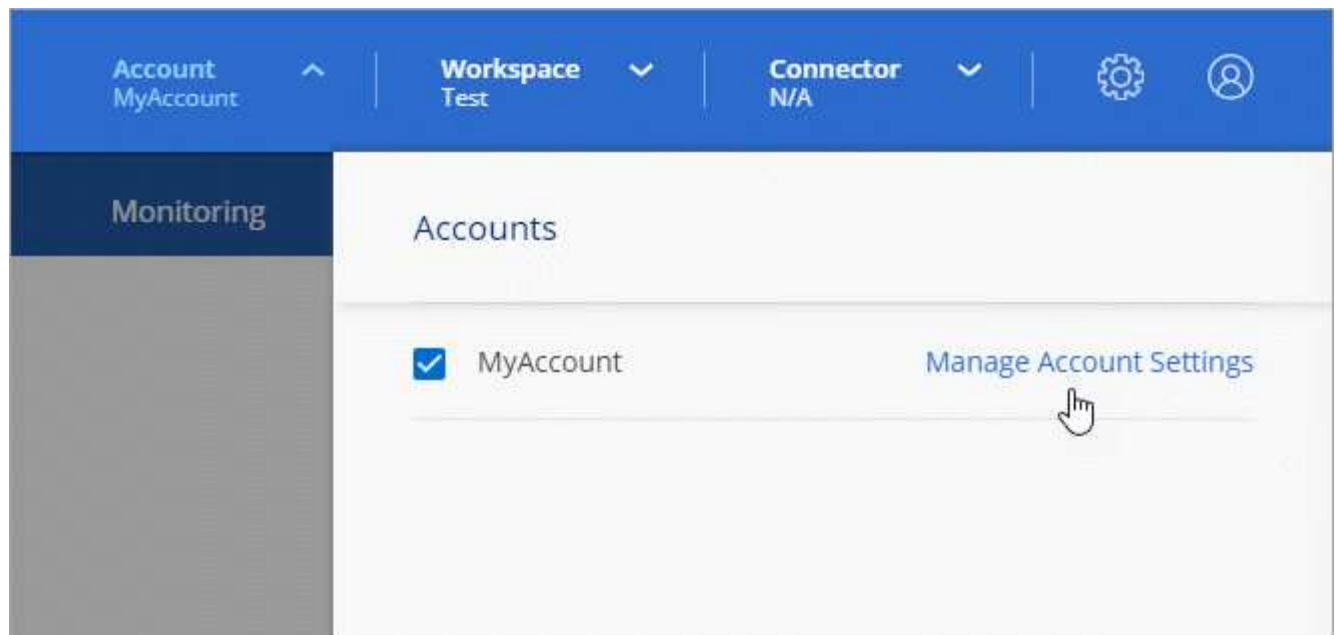 Account
MyAccount
Workspace
Test
Connector
N/A
Monitoring
Accounts
MyAccount
Manage Account Settings